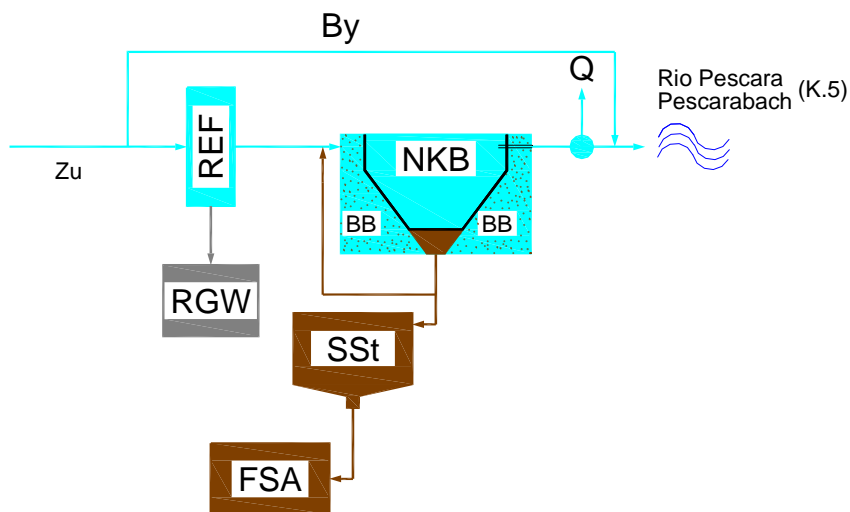 By
Q
Rio Pescara
Pescarabach (K.5)
REF
NKB
Zu
BB BB
RGW
SSt
FSA